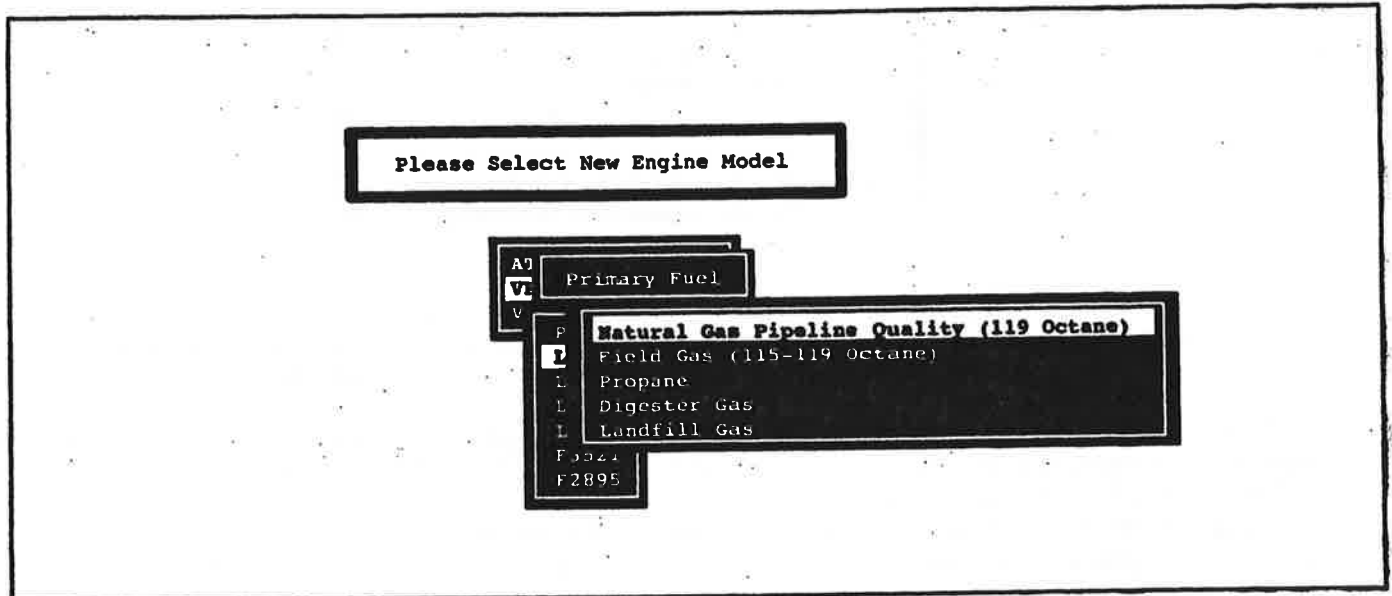 Please Select New Engine Model
Primary Fuel
Natural Gas Pipeline Quality (119 Octane)
Field Gas (115-119 Octane)
Propane
Digester Gas
Landfill Gas
F3521
F2895